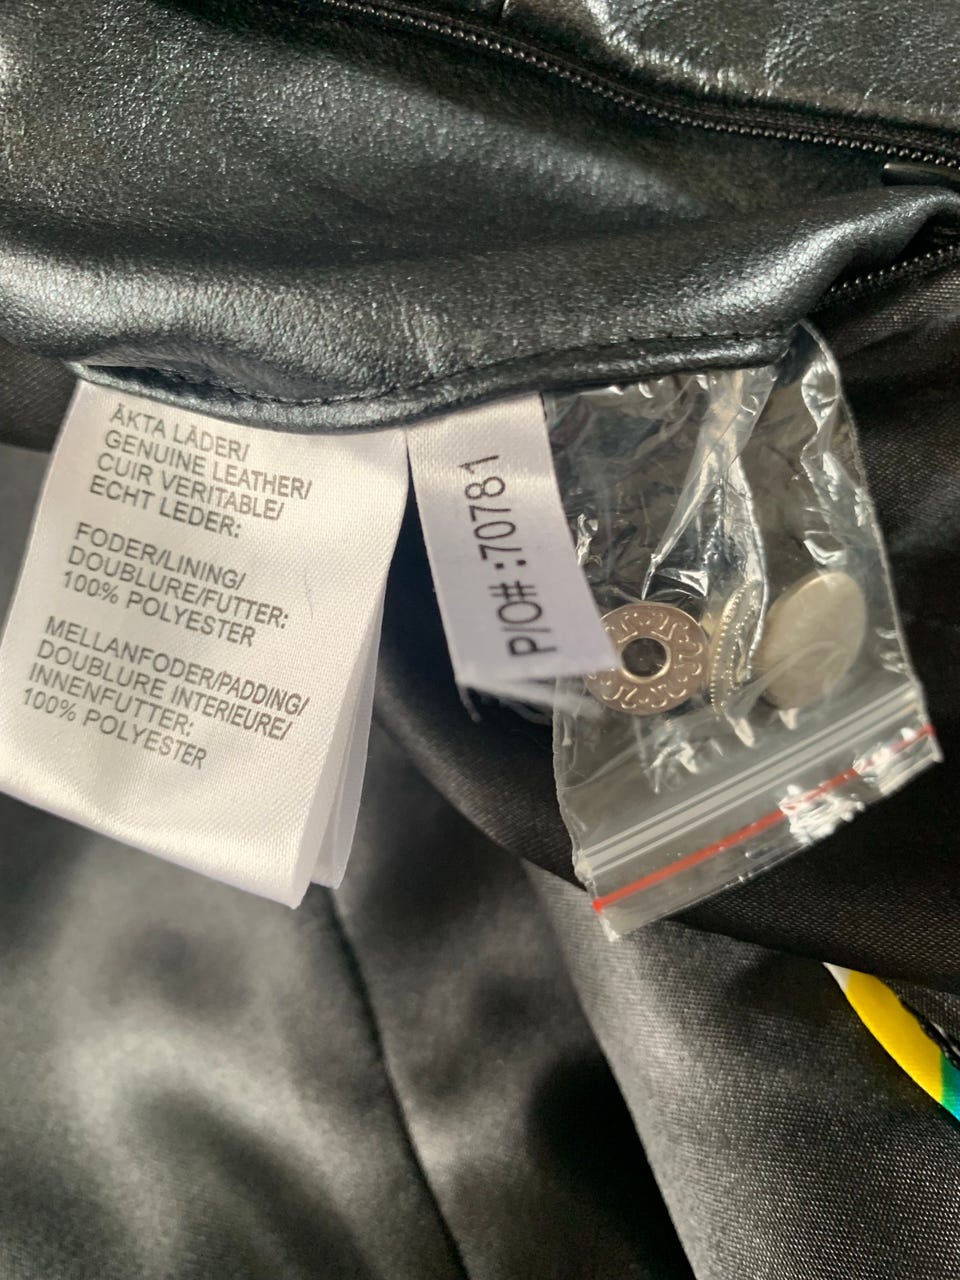 ÄKTA LÄDER/
GENUINE LEATHER/
CUIR VERITABLE/
ECHT LEDER:
FODER/LINING/
DOUBLURE/FUTTER:
100% POLYESTER
MELLANFODER/PADDING/
DOUBLURE INTERIEURE/
INNENFUTTER:
100% POLYESTER
P/O# :70781